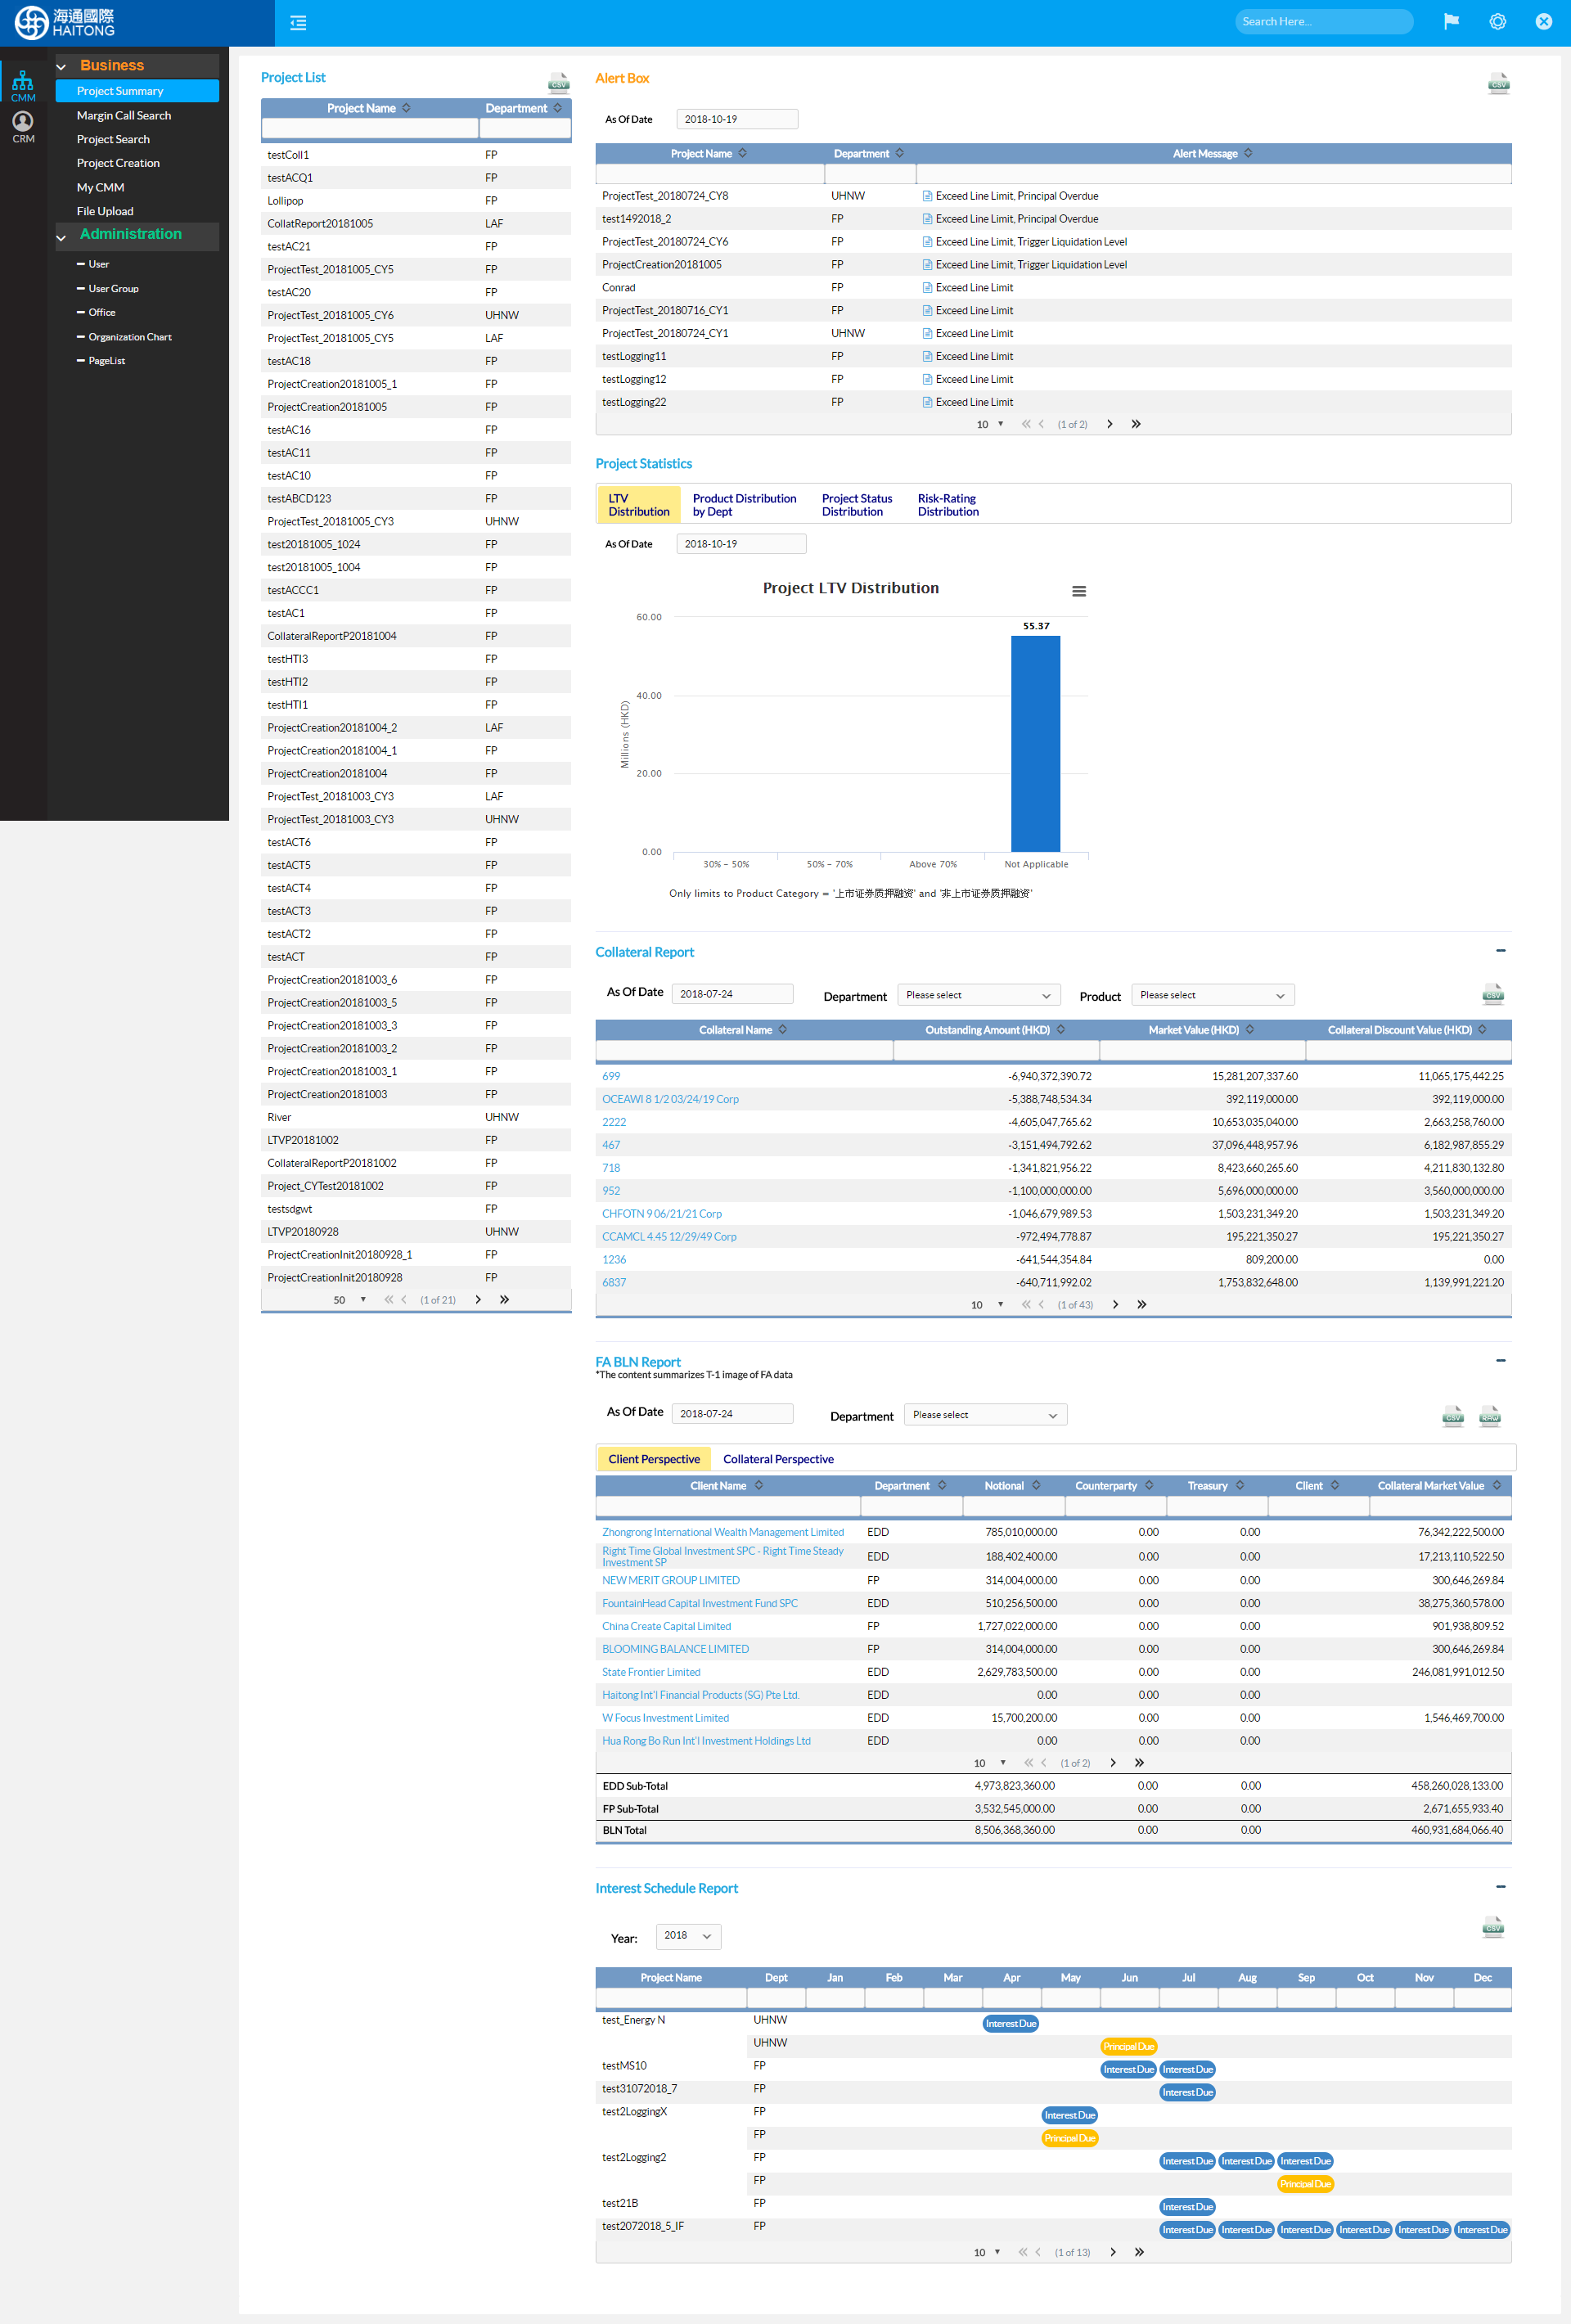 海通國際
HAITONG
Search Here...
CMM
CRM
Business
Project Summary
Margin Call Search
Project Search
Project Creation
My CMM
File Upload
Administration
User
User Group
Office
Organization Chart
PageList
Project List
CSV
Project Name Department
testColl1 FP
testACQ1 FP
Lollipop FP
CollatReport20181005 LAF
testAC21 FP
ProjectTest_20181005_CY5 FP
testAC20 FP
ProjectTest_20181005_CY6 UHNW
ProjectTest_20181005_CY5 LAF
testAC18 FP
ProjectCreation20181005_1 FP
ProjectCreation20181005 FP
testAC16 FP
testAC11 FP
testAC10 FP
testABCD123 FP
ProjectTest_20181005_CY3 UHNW
test20181005_1024 FP
test20181005_1004 FP
testACCC1 FP
testAC1 FP
CollateralReportP20181004 FP
testHTI3 FP
testHTI2 FP
testHTI1 FP
ProjectCreation20181004_2 LAF
ProjectCreation20181004_1 FP
ProjectCreation20181004 FP
ProjectTest_20181003_CY3 LAF
ProjectTest_20181003_CY3 UHNW
testACT6 FP
testACT5 FP
testACT4 FP
testACT3 FP
testACT2 FP
testACT FP
ProjectCreation20181003_6 FP
ProjectCreation20181003_5 FP
ProjectCreation20181003_3 FP
ProjectCreation20181003_2 FP
ProjectCreation20181003_1 FP
ProjectCreation20181003 FP
River UHNW
LTVP20181002 FP
CollateralReportP20181002 FP
Project_CYTest20181002 FP
testsdgwt FP
LTVP20180928 UHNW
ProjectCreationInit20180928_1 FP
ProjectCreationInit20180928 FP
50 (1 of 21)
Alert Box
CSV
As Of Date 2018-10-19
Project Name Department Alert Message
ProjectTest_20180724_CY8 UHNW Exceed Line Limit, Principal Overdue
test1492018_2 FP Exceed Line Limit, Principal Overdue
ProjectTest_20180724_CY6 FP Exceed Line Limit, Trigger Liquidation Level
ProjectCreation20181005 FP Exceed Line Limit, Trigger Liquidation Level
Conrad FP Exceed Line Limit
ProjectTest_20180716_CY1 FP Exceed Line Limit
ProjectTest_20180724_CY1 UHNW Exceed Line Limit
testLogging11 FP Exceed Line Limit
testLogging12 FP Exceed Line Limit
testLogging22 FP Exceed Line Limit
10 (1 of 2)
Project Statistics
LTV Distribution
Product Distribution by Dept
Project Status Distribution
Risk-Rating Distribution
As Of Date 2018-10-19
Project LTV Distribution
60.00
55.37
40.00
Millions (HKD)
20.00
0.00
30% – 50% 50% – 70% Above 70% Not Applicable
Only limits to Product Category = '上市证券质押融资' and '非上市证券质押融资'
Collateral Report
As Of Date 2018-07-24 Department Please select Product Please select CSV
Collateral Name Outstanding Amount (HKD) Market Value (HKD) Collateral Discount Value (HKD)
699 -6,940,372,390.72 15,281,207,337.60 11,065,175,442.25
OCEAWI 8 1/2 03/24/19 Corp -5,388,748,534.34 392,119,000.00 392,119,000.00
2222 -4,605,047,765.62 10,653,035,040.00 2,663,258,760.00
467 -3,151,494,792.62 37,096,448,957.96 6,182,987,855.29
718 -1,341,821,956.22 8,423,660,265.60 4,211,830,132.80
952 -1,100,000,000.00 5,696,000,000.00 3,560,000,000.00
CHFOTN 9 06/21/21 Corp -1,046,679,989.53 1,503,231,349.20 1,503,231,349.20
CCAMCL 4.45 12/29/49 Corp -972,494,778.87 195,221,350.27 195,221,350.27
1236 -641,544,354.84 809,200.00 0.00
6837 -640,711,992.02 1,753,832,648.00 1,139,991,221.20
10 (1 of 43)
FA BLN Report
*The content summarizes T-1 image of FA data
As Of Date 2018-07-24 Department Please select CSV RAW
Client Perspective Collateral Perspective
Client Name Department Notional Counterparty Treasury Client Collateral Market Value
Zhongrong International Wealth Management Limited EDD 785,010,000.00 0.00 0.00 76,342,222,500.00
Right Time Global Investment SPC - Right Time Steady
Investment SP EDD 188,402,400.00 0.00 0.00 17,213,110,522.50
NEW MERIT GROUP LIMITED FP 314,004,000.00 0.00 0.00 300,646,269.84
FountainHead Capital Investment Fund SPC EDD 510,256,500.00 0.00 0.00 38,275,360,578.00
China Create Capital Limited FP 1,727,022,000.00 0.00 0.00 901,938,809.52
BLOOMING BALANCE LIMITED FP 314,004,000.00 0.00 0.00 300,646,269.84
State Frontier Limited EDD 2,629,783,500.00 0.00 0.00 246,081,991,012.50
Haitong Int'l Financial Products (SG) Pte Ltd. EDD 0.00 0.00 0.00
W Focus Investment Limited EDD 15,700,200.00 0.00 0.00 1,546,469,700.00
Hua Rong Bo Run Int'l Investment Holdings Ltd EDD 0.00 0.00 0.00
10 (1 of 2)
EDD Sub-Total 4,973,823,360.00 0.00 0.00 458,260,028,133.00
FP Sub-Total 3,532,545,000.00 0.00 0.00 2,671,655,933.40
BLN Total 8,506,368,360.00 0.00 0.00 460,931,684,066.40
Interest Schedule Report
Year: 2018 CSV
Project Name Dept Jan Feb Mar Apr May Jun Jul Aug Sep Oct Nov Dec
test_Energy N UHNW Interest Due
UHNW Principal Due
testMS10 FP Interest Due Interest Due
test31072018_7 FP Interest Due
test2LoggingX FP Interest Due
FP Principal Due
test2Logging2 FP Interest Due Interest Due Interest Due
FP Principal Due
test21B FP Interest Due
test2072018_5_IF FP Interest Due Interest Due Interest Due Interest Due Interest Due Interest Due
10 (1 of 13)